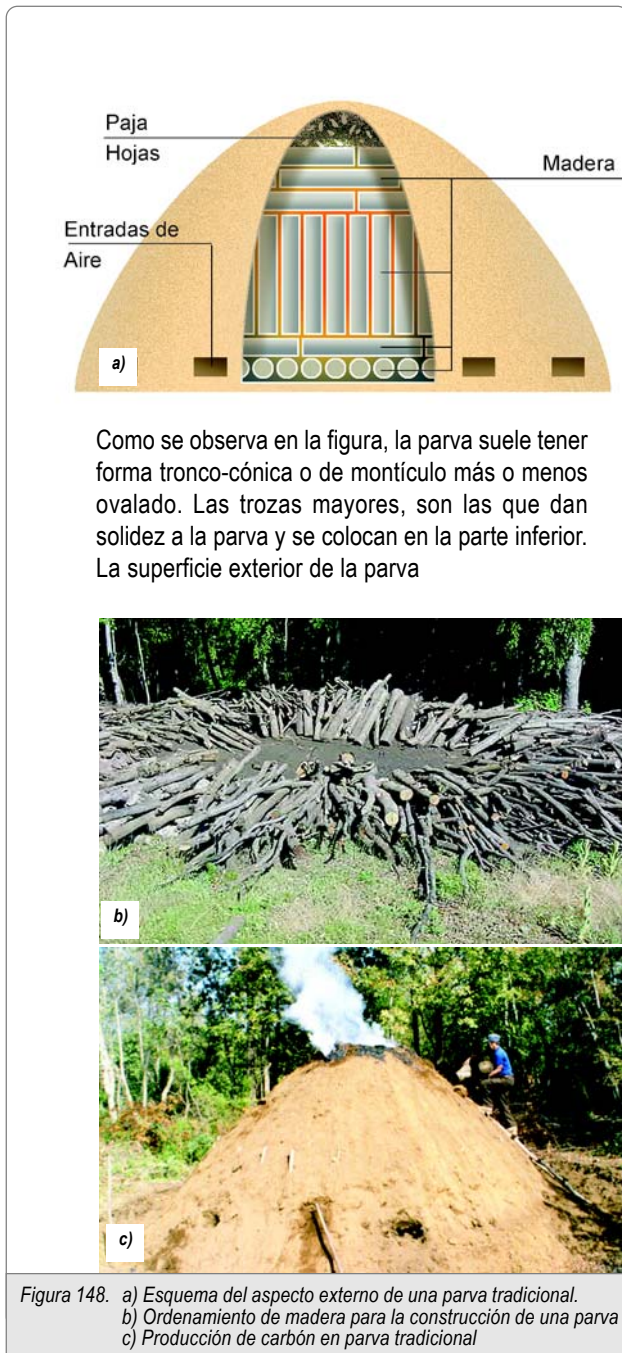 Paja
Hojas
Madera
Entradas de
Aire
a)
Como se observa en la figura, la parva suele tener
forma tronco-cónica o de montículo más o menos
ovalado. Las trozas mayores, son las que dan
solidez a la parva y se colocan en la parte inferior.
La superficie exterior de la parva
b)
c)
Figura 148. a) Esquema del aspecto externo de una parva tradicional.
b) Ordenamiento de madera para la construcción de una parva
c) Producción de carbón en parva tradicional